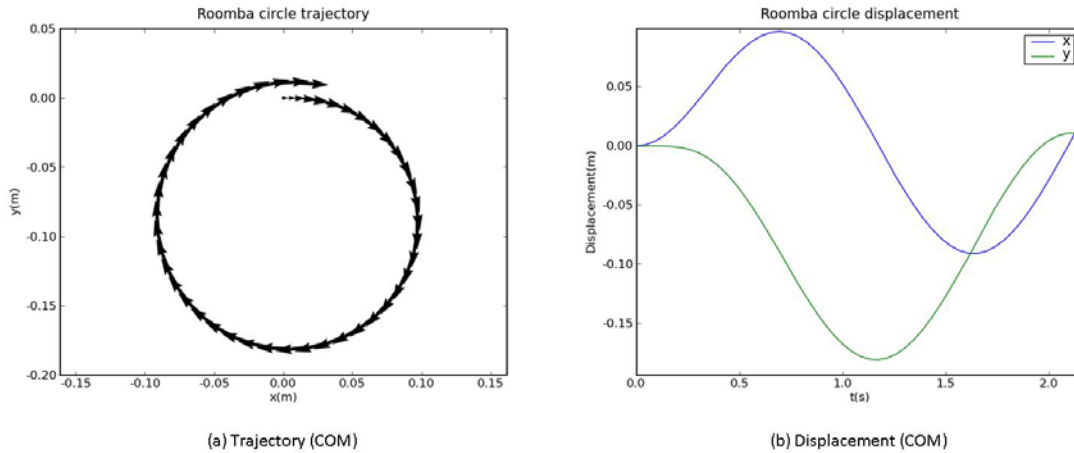 Roomba circle trajectory
0.05
0.00
-0.05
-0.10
-0.15
-0.20
y(m)
-0.15
-0.10
-0.05
0.00
0.05
0.10
0.15
x(m)
(a) Trajectory (COM)
Roomba circle displacement
x
y
0.05
0.00
-0.05
-0.10
-0.15
Displacement(m)
0.0
0.5
1.0
1.5
2.0
t(s)
(b) Displacement (COM)